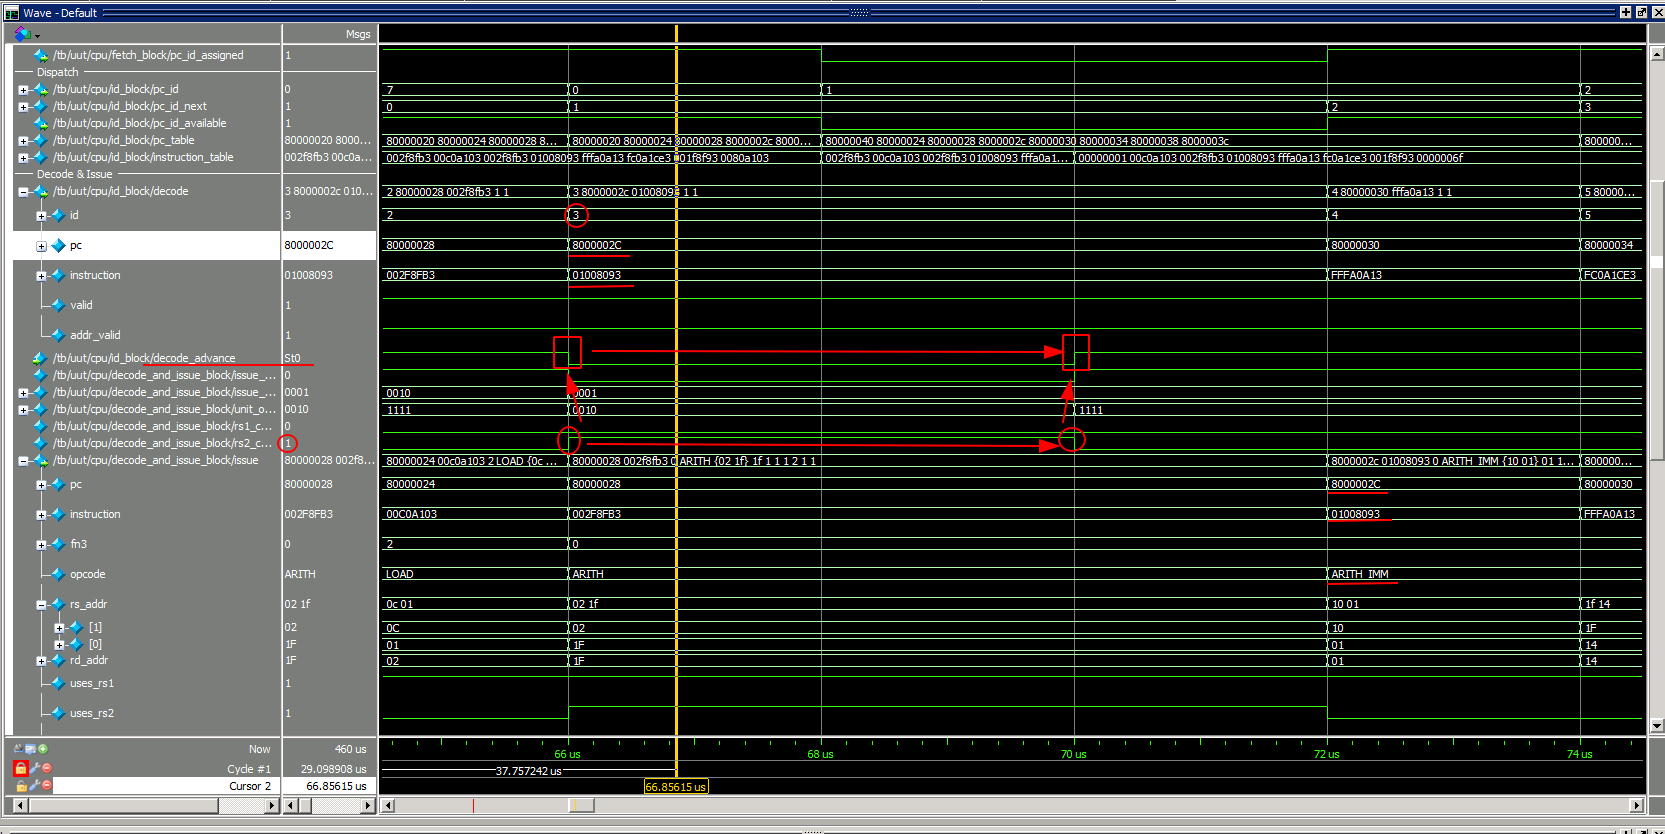 Wave - Default
Msgs
/tb/uut/cpu/fetch_block/pc_id_assigned 1
Dispatch
/tb/uut/cpu/id_block/pc_id 0 7 0 1 2
/tb/uut/cpu/id_block/pc_id_next 1 0 1 2 3
/tb/uut/cpu/id_block/pc_id_available 1
/tb/uut/cpu/id_block/pc_table 80000020 8000... 80000020 80000024 80000028 8... 80000020 80000024 80000028 8000002c 8000... 80000040 80000024 80000028 8000002c 80000030 80000034 80000038 8000003c 800000...
/tb/uut/cpu/id_block/instruction_table 002f8fb3 00c0a... 002f8fb3 00c0a103 002f8fb3 01008093 fffa0a13 fc0a1ce3 001f8f93 0080a103 002f8fb3 00c0a103 002f8fb3 01008093 fffa0a1... 00000001 00c0a103 002f8fb3 01008093 fffa0a13 fc0a1ce3 001f8f93 0000006f
Decode & Issue
/tb/uut/cpu/id_block/decode 3 8000002c 010... 2 80000028 002f8fb3 1 1 3 8000002c 01008093 1 1 4 80000030 fffa0a13 1 1 5 80000...
id 3 2 3 4 5
pc 8000002C 80000028 8000002C 80000030 80000034
instruction 01008093 002F8FB3 01008093 FFFA0A13 FC0A1CE3
valid 1
addr_valid 1
/tb/uut/cpu/id_block/decode_advance St0
/tb/uut/cpu/decode_and_issue_block/issue_... 0
/tb/uut/cpu/decode_and_issue_block/issue_... 0001 0010 0001
/tb/uut/cpu/decode_and_issue_block/unit_o... 0010 1111 0010 1111
/tb/uut/cpu/decode_and_issue_block/rs1_c... 0
/tb/uut/cpu/decode_and_issue_block/rs2_c... 1
/tb/uut/cpu/decode_and_issue_block/issue 80000028 002f8... 80000024 00c0a103 2 LOAD {0c ... 80000028 002f8fb3 0 ARITH {02 1f} 1f 1 1 1 2 1 1 8000002c 01008093 0 ARITH_IMM {10 01} 01 1... 800000...
pc 80000028 80000024 80000028 8000002C 80000030
instruction 002F8FB3 00C0A103 002F8FB3 01008093 FFFA0A13
fn3 0 2 0
opcode ARITH LOAD ARITH ARITH_IMM
rs_addr 02 1f 0c 01 02 1f 10 01 1f 14
[1] 02 0C 02 10 1F
[0] 1F 01 1F 01 14
rd_addr 1F 02 1F 01 14
uses_rs1 1
uses_rs2 1
Now 460 us 66 us 68 us 70 us 72 us 74 us
Cycle #1 29.098908 us 37.757242 us
Cursor 2 66.85615 us 66.85615 us